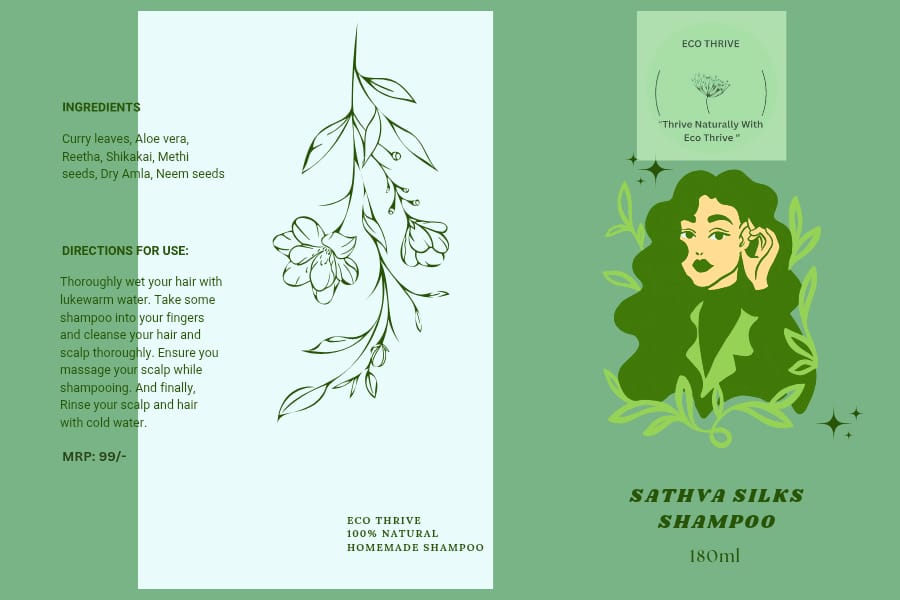 INGREDIENTS
Curry leaves, Aloe vera,
Reetha, Shikakai, Methi
seeds, Dry Amla, Neem seeds
DIRECTIONS FOR USE:
Thoroughly wet your hair with
lukewarm water. Take some
shampoo into your fingers
and cleanse your hair and
scalp thoroughly. Ensure you
massage your scalp while
shampooing. And finally,
Rinse your scalp and hair
with cold water.
MRP: 99/-
ECO THRIVE
100% NATURAL
HOMEMADE SHAMPOO
ECO THRIVE
"Thrive Naturally With
Eco Thrive "
SATHVA SILKS
SHAMPOO
180ml